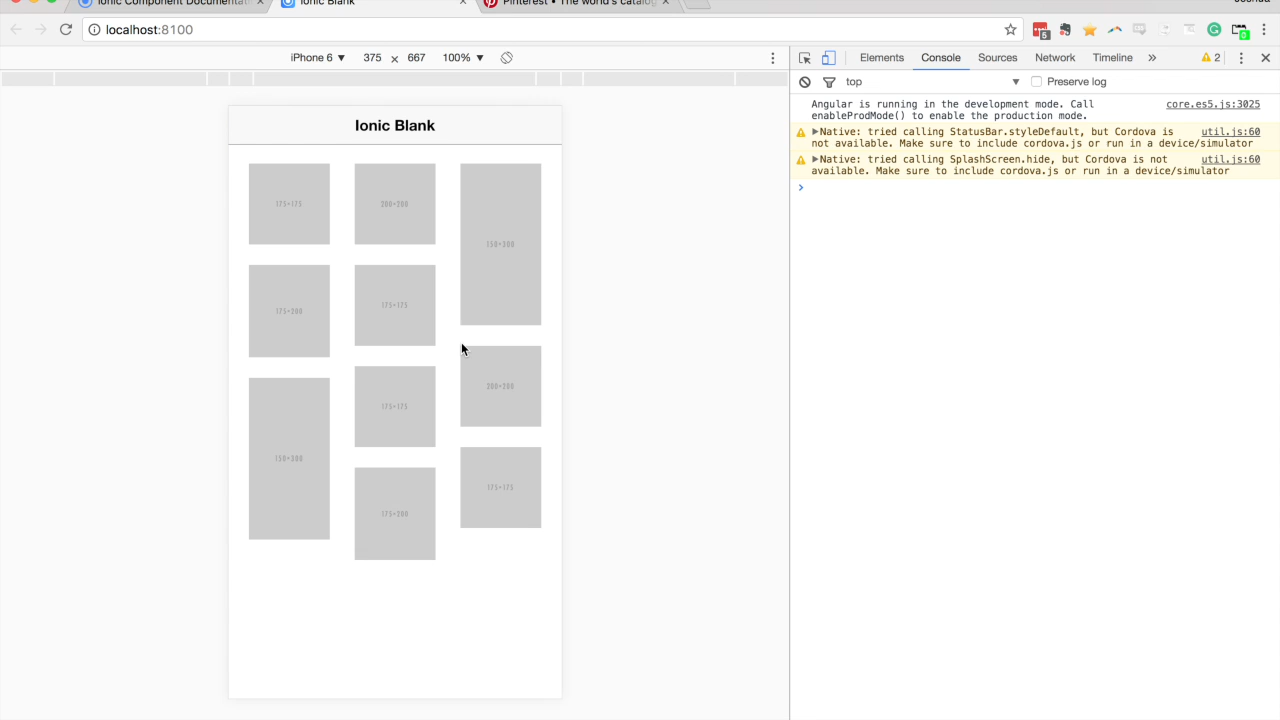 Ionic Component Documentati
Ionic Blank
Pinterest • The world's catalog
Joshua
localhost:8100
5
0
iPhone 6 ▼ 375 × 667 100% ▼
Elements Console Sources Network Timeline » 2
top ▼ Preserve log
Angular is running in the development mode. Call core.es5.js:3025
enableProdMode() to enable the production mode.
▶Native: tried calling StatusBar.styleDefault, but Cordova is util.js:60
not available. Make sure to include cordova.js or run in a device/simulator
▶Native: tried calling SplashScreen.hide, but Cordova is not util.js:60
available. Make sure to include cordova.js or run in a device/simulator
Ionic Blank
175×175
200×200
150×300
175×200
175×175
200×200
150×300
175×175
175×175
175×200